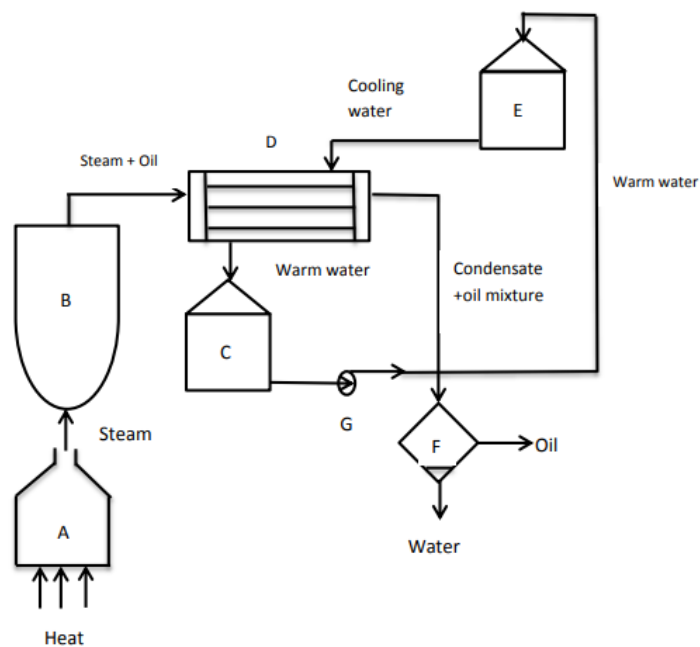 E
Cooling
water
D
Steam + Oil
Warm water
B
Warm water
Condensate
+oil mixture
C
G
Steam
F
Oil
A
Water
Heat